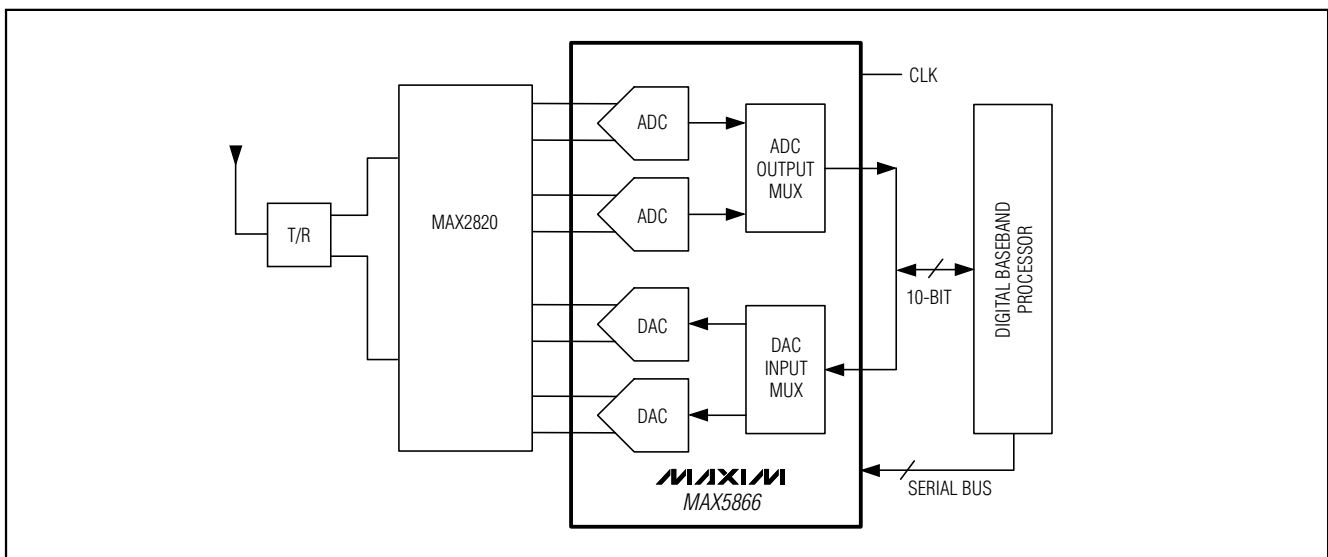 CLK
ADC
ADC
OUTPUT
MUX
ADC
MAX2820
T/R
DIGITAL BASEBAND
PROCESSOR
10-BIT
DAC
DAC
INPUT
MUX
DAC
MAXIM
MAX5866
SERIAL BUS